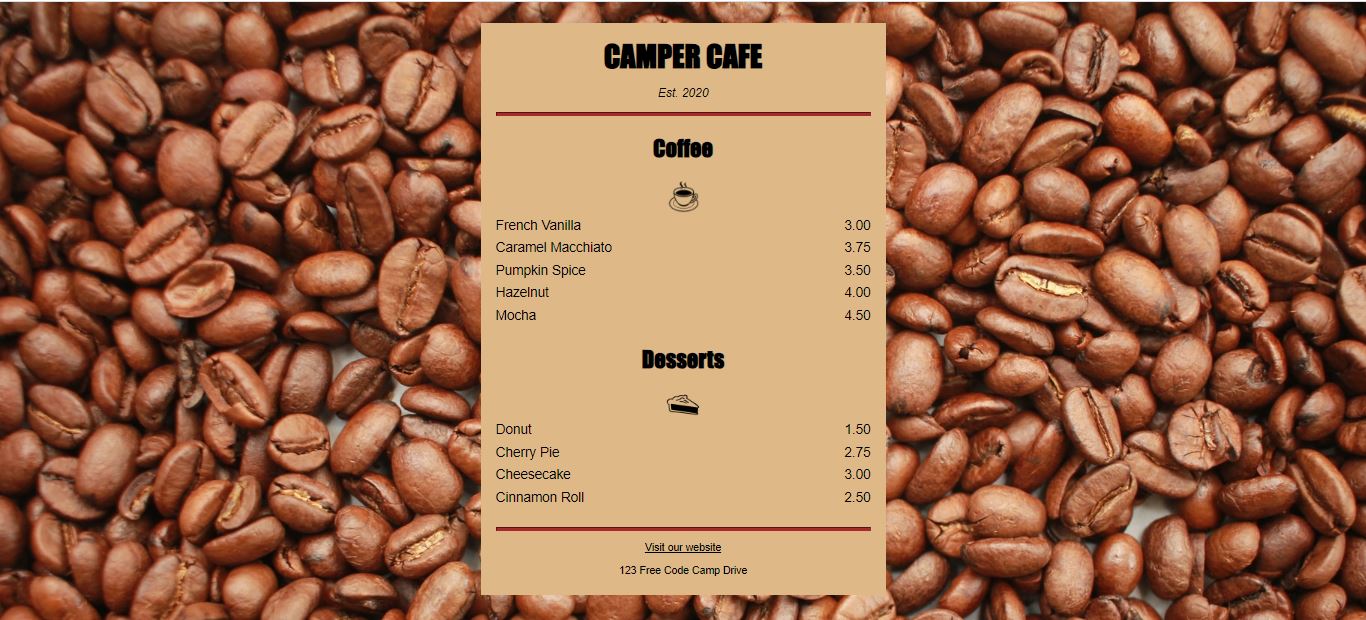 CAMPER CAFE
Est. 2020
Coffee
French Vanilla 3.00
Caramel Macchiato 3.75
Pumpkin Spice 3.50
Hazelnut 4.00
Mocha 4.50
Desserts
Donut 1.50
Cherry Pie 2.75
Cheesecake 3.00
Cinnamon Roll 2.50
Visit our website
123 Free Code Camp Drive